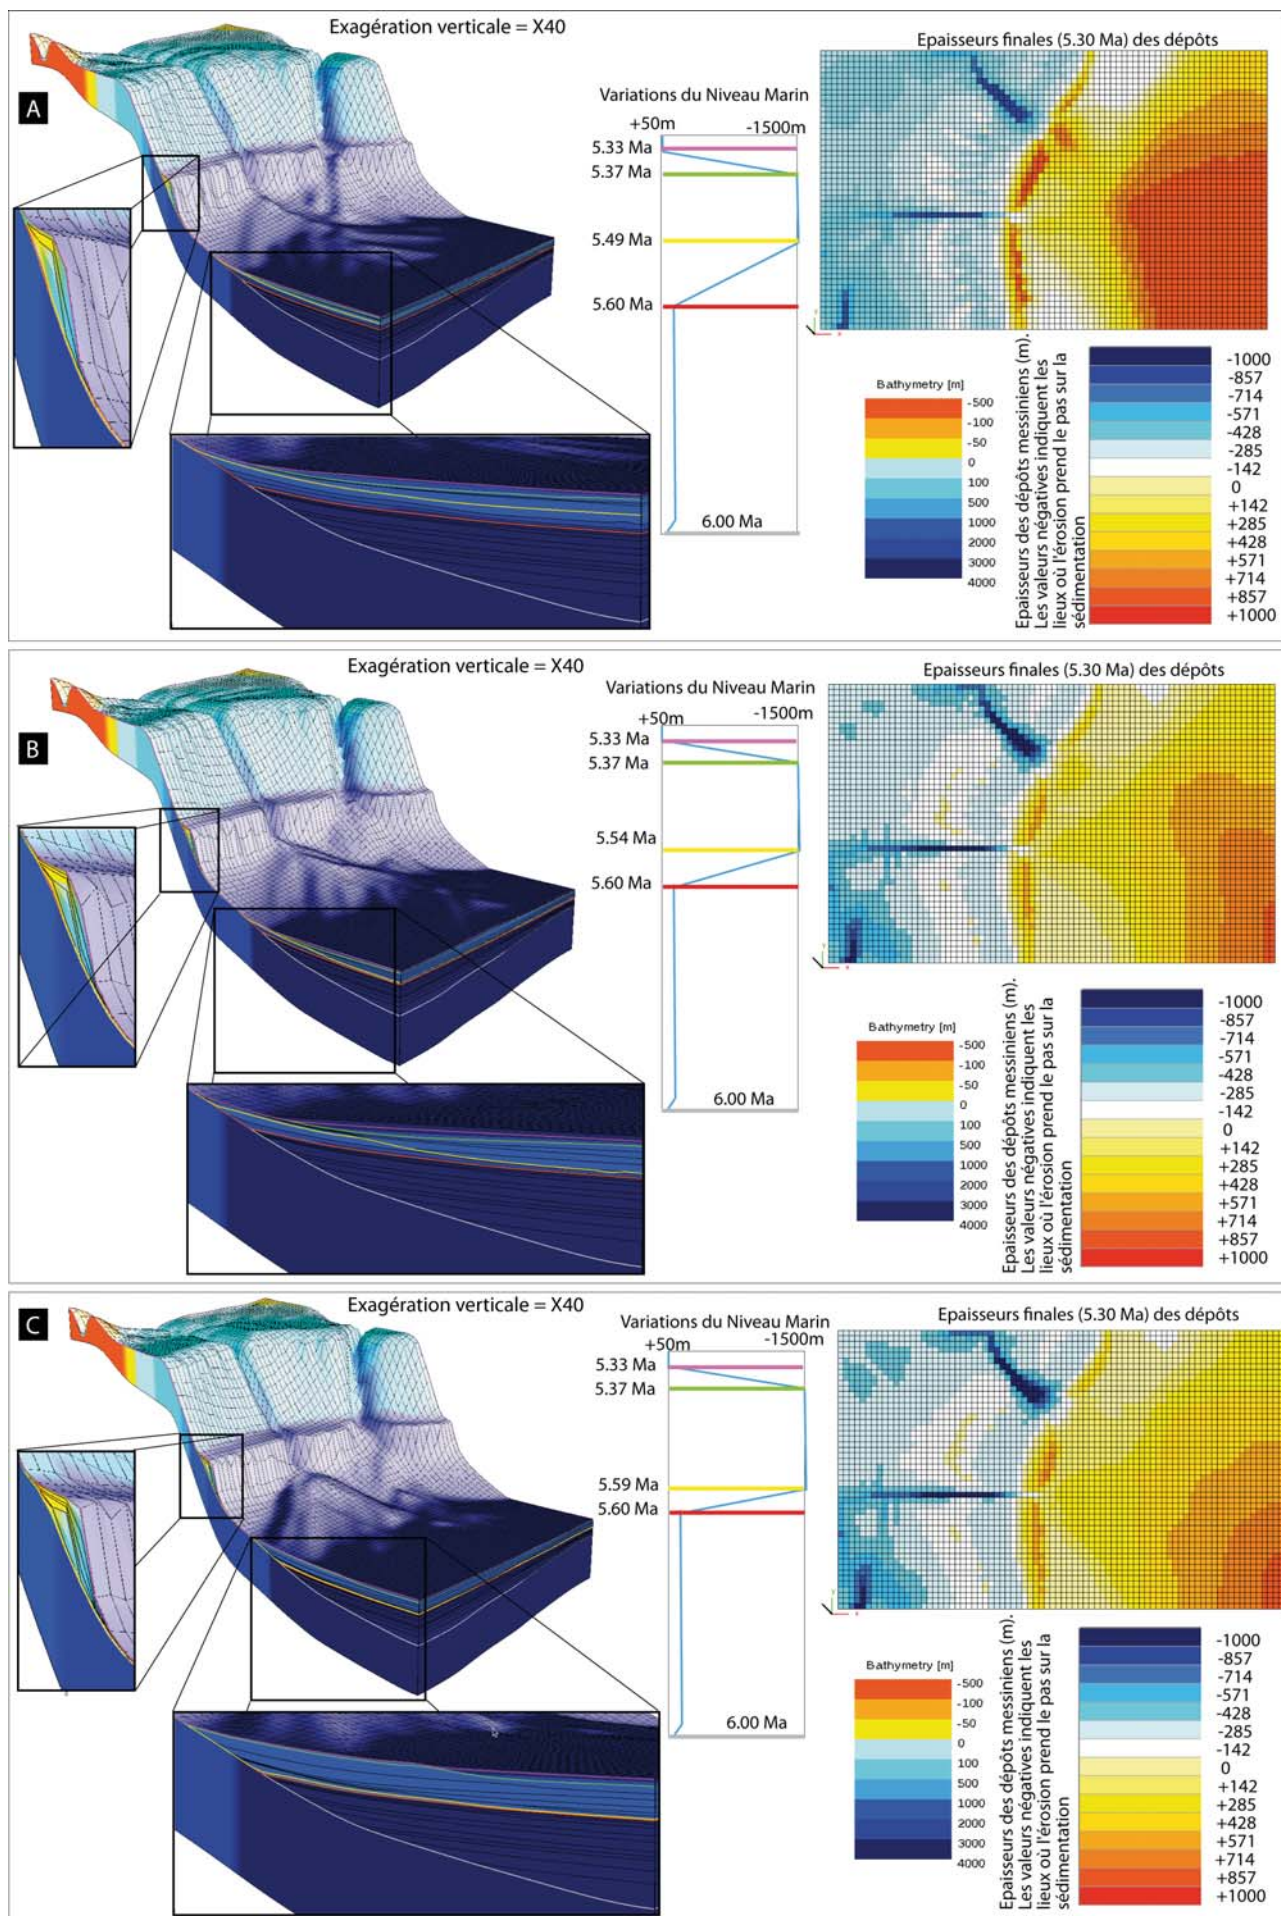 Exagération verticale = X40
A
Variations du Niveau Marin
+50m
-1500m
5.33 Ma
5.37 Ma
5.49 Ma
5.60 Ma
6.00 Ma
Epaisseurs finales (5.30 Ma) des dépôts
Bathymetry [m]
-500
-100
-50
0
100
500
1000
2000
3000
4000
Epaisseurs des dépôts messiniens (m).
Les valeurs négatives indiquent les
lieux où l'érosion prend le pas sur la
sédimentation
-1000
-857
-714
-571
-428
-285
-142
0
+142
+285
+428
+571
+714
+857
+1000
Exagération verticale = X40
B
Variations du Niveau Marin
+50m
-1500m
5.33 Ma
5.37 Ma
5.54 Ma
5.60 Ma
6.00 Ma
Epaisseurs finales (5.30 Ma) des dépôts
Bathymetry [m]
-500
-100
-50
0
100
500
1000
2000
3000
4000
Epaisseurs des dépôts messiniens (m).
Les valeurs négatives indiquent les
lieux où l'érosion prend le pas sur la
sédimentation
-1000
-857
-714
-571
-428
-285
-142
0
+142
+285
+428
+571
+714
+857
+1000
Exagération verticale = X40
C
Variations du Niveau Marin
+50m
-1500m
5.33 Ma
5.37 Ma
5.59 Ma
5.60 Ma
6.00 Ma
Epaisseurs finales (5.30 Ma) des dépôts
Bathymetry [m]
-500
-100
-50
0
100
500
1000
2000
3000
4000
Epaisseurs des dépôts messiniens (m).
Les valeurs négatives indiquent les
lieux où l'érosion prend le pas sur la
sédimentation
-1000
-857
-714
-571
-428
-285
-142
0
+142
+285
+428
+571
+714
+857
+1000